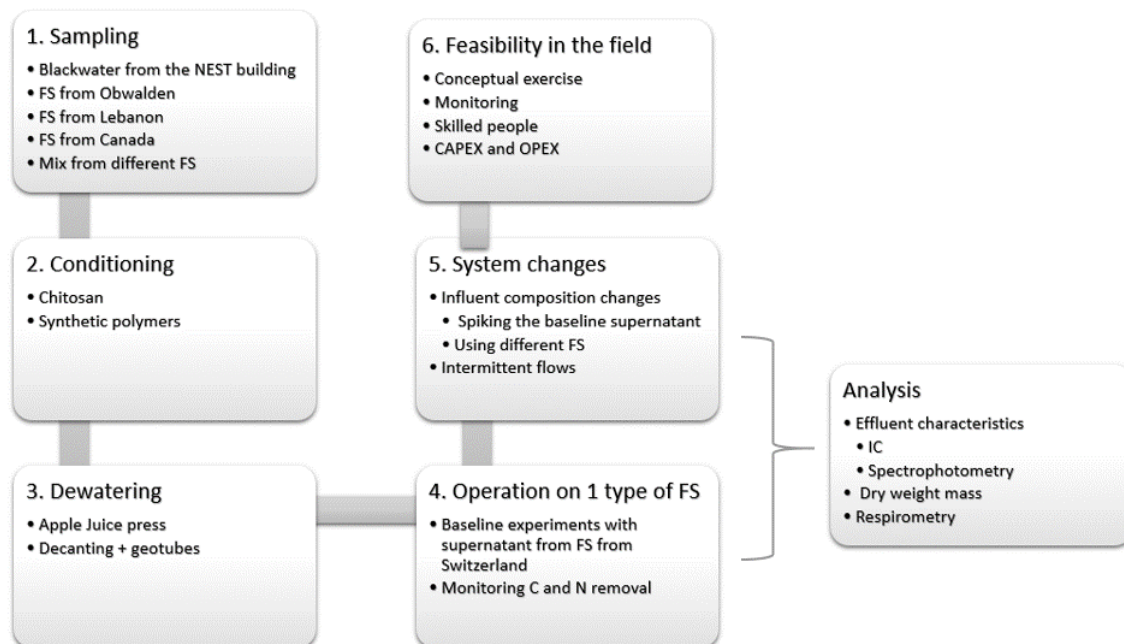 1. Sampling
• Blackwater from the NEST building
• FS from Obwalden
• FS from Lebanon
• FS from Canada
• Mix from different FS
2. Conditioning
• Chitosan
• Synthetic polymers
3. Dewatering
• Apple Juice press
• Decanting + geotubes
4. Operation on 1 type of FS
• Baseline experiments with
supernatant from FS from
Switzerland
• Monitoring C and N removal
5. System changes
• Influent composition changes
• Spiking the baseline supernatant
• Using different FS
• Intermittent flows
6. Feasibility in the field
• Conceptual exercise
• Monitoring
• Skilled people
• CAPEX and OPEX
Analysis
• Effluent characteristics
• IC
• Spectrophotometry
• Dry weight mass
• Respirometry